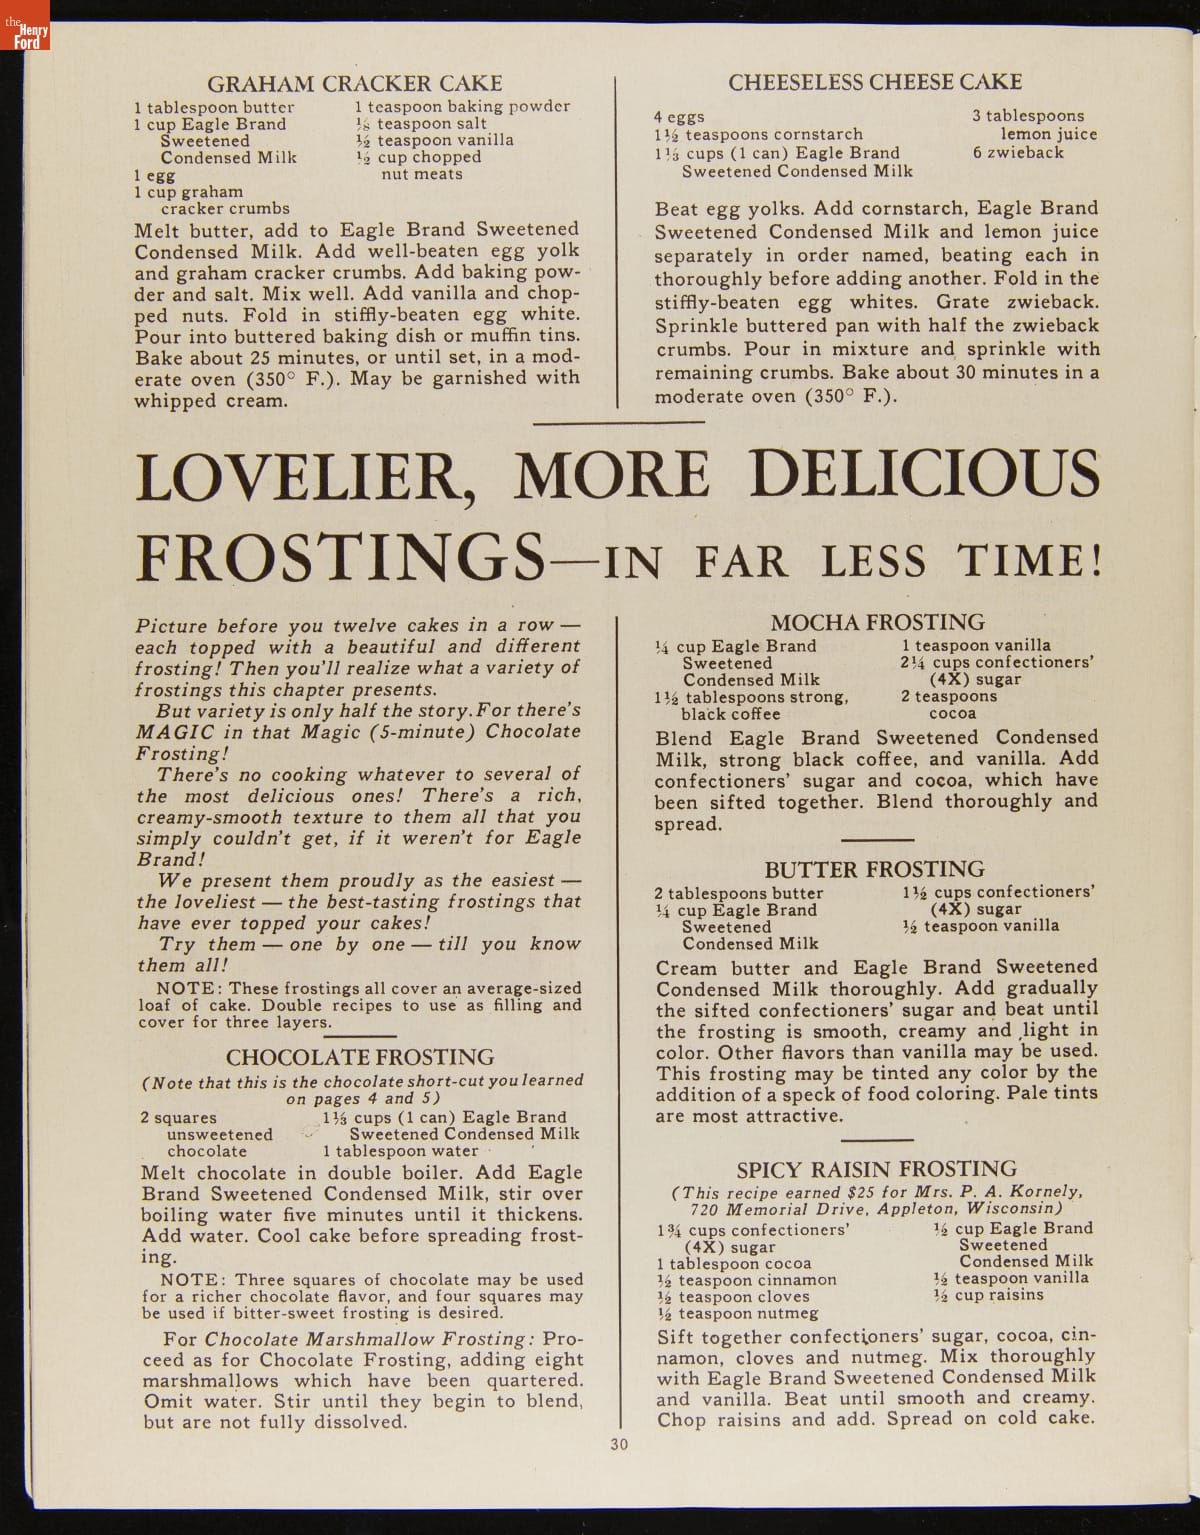 the
Henry
Ford
GRAHAM CRACKER CAKE
1 tablespoon butter
1 cup Eagle Brand
Sweetened
Condensed Milk
1 egg
1 cup graham
cracker crumbs
1 teaspoon baking powder
⅛ teaspoon salt
½ teaspoon vanilla
½ cup chopped
nut meats
Melt butter, add to Eagle Brand Sweetened
Condensed Milk. Add well-beaten egg yolk
and graham cracker crumbs. Add baking pow-
der and salt. Mix well. Add vanilla and chop-
ped nuts. Fold in stiffly-beaten egg white.
Pour into buttered baking dish or muffin tins.
Bake about 25 minutes, or until set, in a mod-
erate oven (350° F.). May be garnished with
whipped cream.
CHEESELESS CHEESE CAKE
4 eggs
1½ teaspoons cornstarch
1⅓ cups (1 can) Eagle Brand
Sweetened Condensed Milk
3 tablespoons
lemon juice
6 zwieback
Beat egg yolks. Add cornstarch, Eagle Brand
Sweetened Condensed Milk and lemon juice
separately in order named, beating each in
thoroughly before adding another. Fold in the
stiffly-beaten egg whites. Grate zwieback.
Sprinkle buttered pan with half the zwieback
crumbs. Pour in mixture and sprinkle with
remaining crumbs. Bake about 30 minutes in a
moderate oven (350° F.).
LOVELIER, MORE DELICIOUS
FROSTINGS—IN FAR LESS TIME!
Picture before you twelve cakes in a row —
each topped with a beautiful and different
frosting! Then you'll realize what a variety of
frostings this chapter presents.
But variety is only half the story. For there's
MAGIC in that Magic (5-minute) Chocolate
Frosting!
There's no cooking whatever to several of
the most delicious ones! There's a rich,
creamy-smooth texture to them all that you
simply couldn't get, if it weren't for Eagle
Brand!
We present them proudly as the easiest —
the loveliest — the best-tasting frostings that
have ever topped your cakes!
Try them — one by one — till you know
them all!
NOTE: These frostings all cover an average-sized
loaf of cake. Double recipes to use as filling and
cover for three layers.
CHOCOLATE FROSTING
(Note that this is the chocolate short-cut you learned
on pages 4 and 5)
2 squares
unsweetened
chocolate
1⅓ cups (1 can) Eagle Brand
Sweetened Condensed Milk
1 tablespoon water
Melt chocolate in double boiler. Add Eagle
Brand Sweetened Condensed Milk, stir over
boiling water five minutes until it thickens.
Add water. Cool cake before spreading frost-
ing.
NOTE: Three squares of chocolate may be used
for a richer chocolate flavor, and four squares may
be used if bitter-sweet frosting is desired.
For Chocolate Marshmallow Frosting: Pro-
ceed as for Chocolate Frosting, adding eight
marshmallows which have been quartered.
Omit water. Stir until they begin to blend,
but are not fully dissolved.
MOCHA FROSTING
¼ cup Eagle Brand
Sweetened
Condensed Milk
1½ tablespoons strong,
black coffee
1 teaspoon vanilla
2¼ cups confectioners'
(4X) sugar
2 teaspoons
cocoa
Blend Eagle Brand Sweetened Condensed
Milk, strong black coffee, and vanilla. Add
confectioners' sugar and cocoa, which have
been sifted together. Blend thoroughly and
spread.
BUTTER FROSTING
2 tablespoons butter
¼ cup Eagle Brand
Sweetened
Condensed Milk
1½ cups confectioners'
(4X) sugar
½ teaspoon vanilla
Cream butter and Eagle Brand Sweetened
Condensed Milk thoroughly. Add gradually
the sifted confectioners' sugar and beat until
the frosting is smooth, creamy and light in
color. Other flavors than vanilla may be used.
This frosting may be tinted any color by the
addition of a speck of food coloring. Pale tints
are most attractive.
SPICY RAISIN FROSTING
(This recipe earned $25 for Mrs. P. A. Kornely,
720 Memorial Drive, Appleton, Wisconsin)
1¾ cups confectioners'
(4X) sugar
1 tablespoon cocoa
½ teaspoon cinnamon
½ teaspoon cloves
½ teaspoon nutmeg
½ cup Eagle Brand
Sweetened
Condensed Milk
½ teaspoon vanilla
½ cup raisins
Sift together confectioners' sugar, cocoa, cin-
namon, cloves and nutmeg. Mix thoroughly
with Eagle Brand Sweetened Condensed Milk
and vanilla. Beat until smooth and creamy.
Chop raisins and add. Spread on cold cake.
30